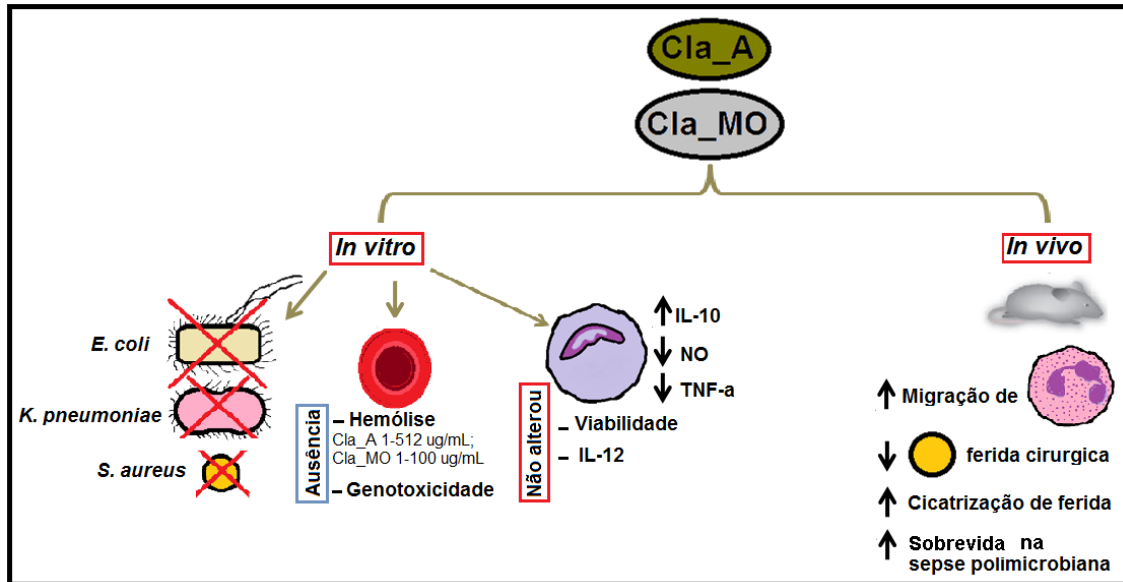 Cla_A
Cla_MO
In vitro
In vivo
E. coli
K. pneumoniae
S. aureus
Ausência
– Hemólise
Cla_A 1-512 ug/mL;
Cla_MO 1-100 ug/mL
– Genotoxicidade
IL-10
NO
TNF-a
Não alterou
– Viabilidade
– IL-12
Migração de
ferida cirurgica
Cicatrização de ferida
Sobrevida na
sepse polimicrobiana